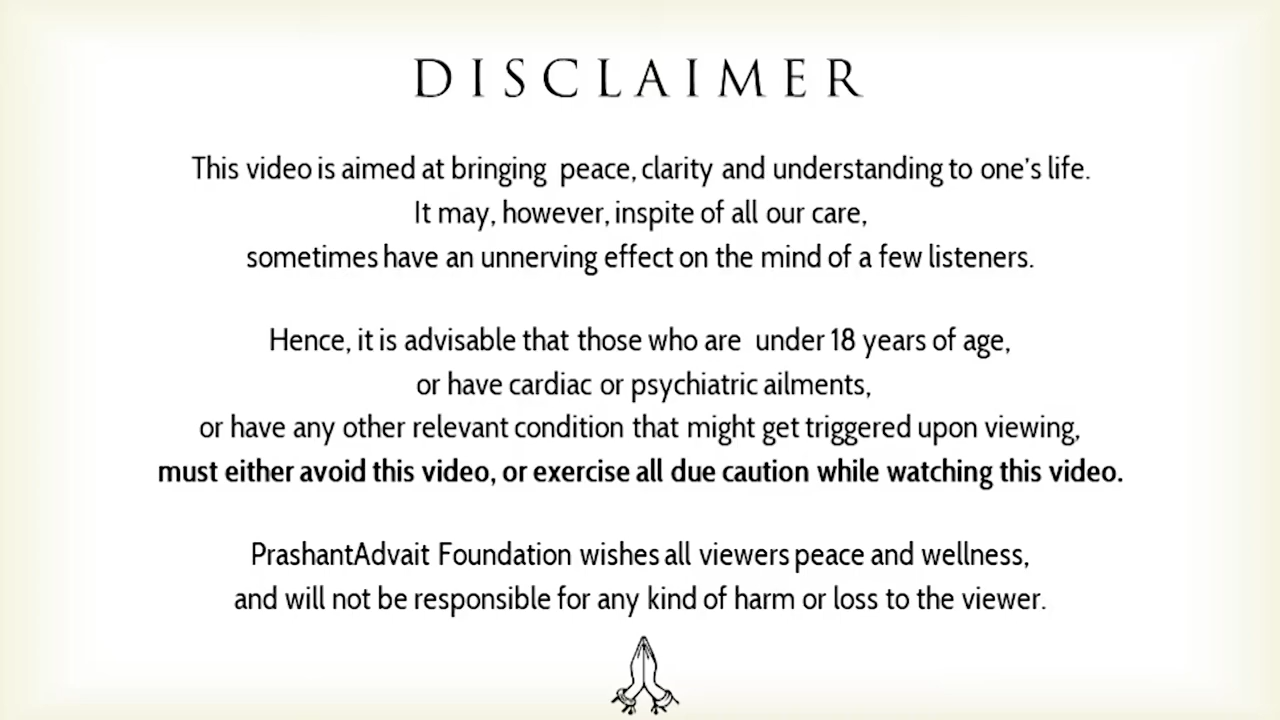 DISCLAIMER
This video is aimed at bringing peace, clarity and understanding to one's life.
It may, however, inspite of all our care,
sometimes have an unnerving effect on the mind of a few listeners.
Hence, it is advisable that those who are under 18 years of age,
or have cardiac or psychiatric ailments,
or have any other relevant condition that might get triggered upon viewing,
must either avoid this video, or exercise all due caution while watching this video.
PrashantAdvait Foundation wishes all viewers peace and wellness,
and will not be responsible for any kind of harm or loss to the viewer.